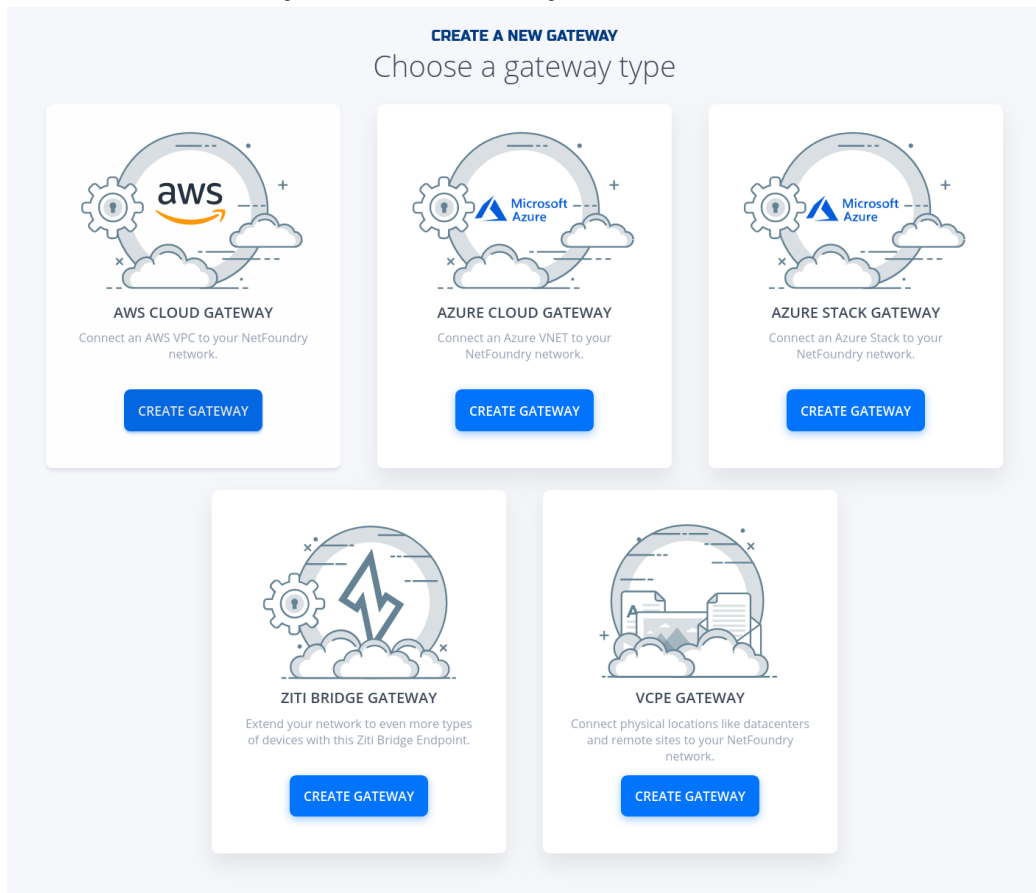 CREATE A NEW GATEWAY
Choose a gateway type
aws
AWS CLOUD GATEWAY
Connect an AWS VPC to your NetFoundry
network.
CREATE GATEWAY
Microsoft
Azure
AZURE CLOUD GATEWAY
Connect an Azure VNET to your
NetFoundry network.
CREATE GATEWAY
Microsoft
Azure
AZURE STACK GATEWAY
Connect an Azure Stack to your
NetFoundry network.
CREATE GATEWAY
ZITI BRIDGE GATEWAY
Extend your network to even more types
of devices with this Ziti Bridge Endpoint.
CREATE GATEWAY
A
VCPE GATEWAY
Connect physical locations like datacenters
and remote sites to your NetFoundry
network.
CREATE GATEWAY